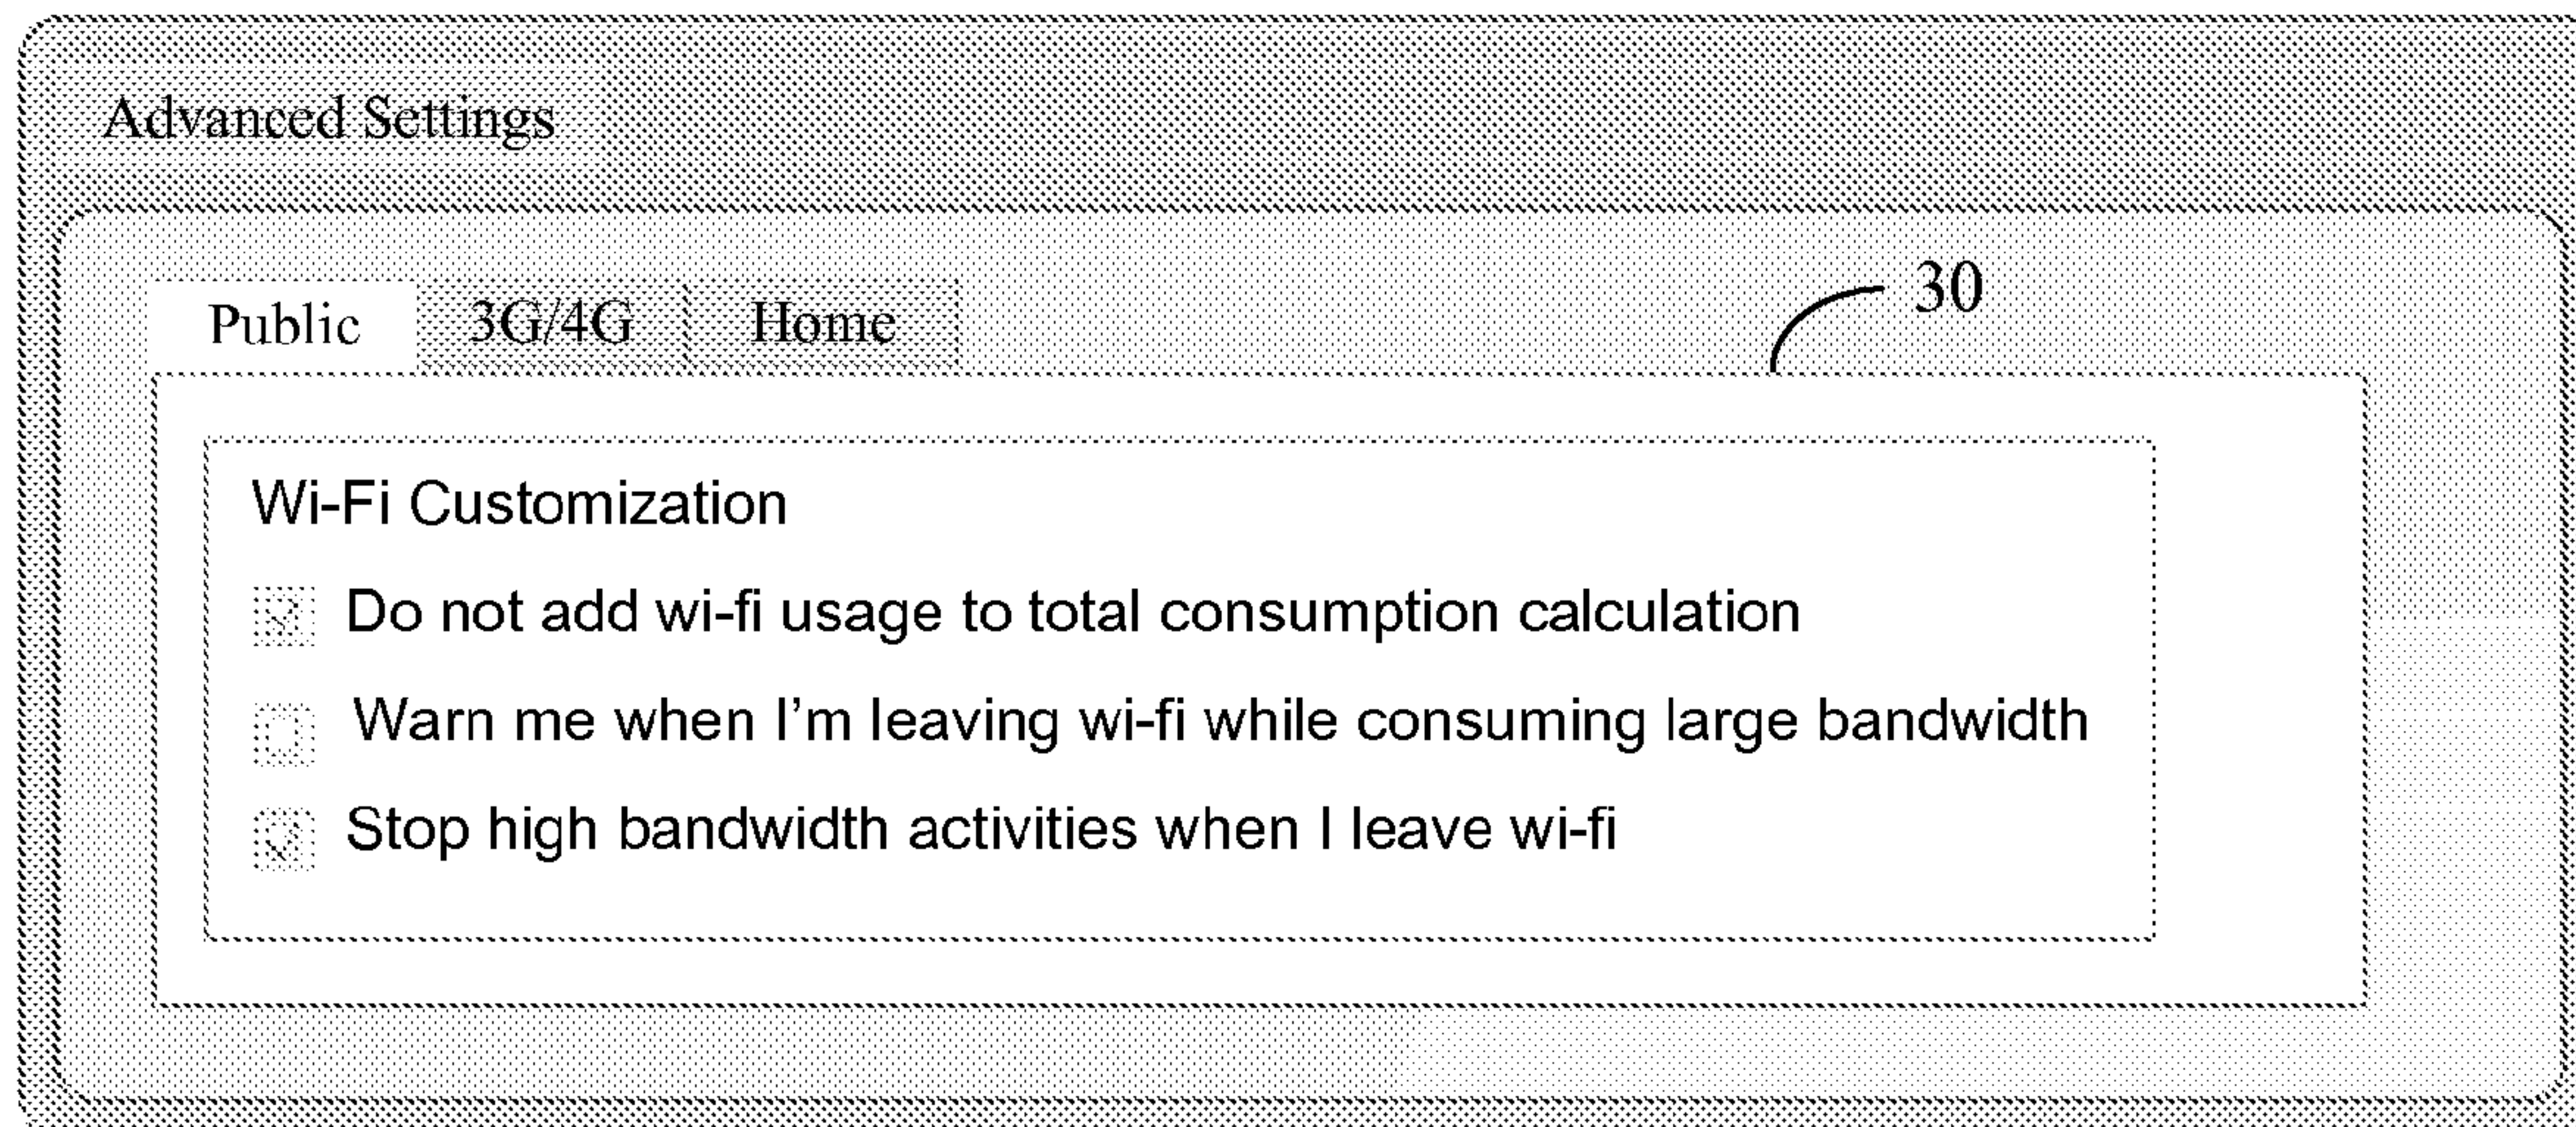 Advanced Settings
30
Public 3G/4G Home
Wi-Fi Customization
Do not add wi-fi usage to total consumption calculation
Warn me when I’m leaving wi-fi while consuming large bandwidth
Stop high bandwidth activities when I leave wi-fi